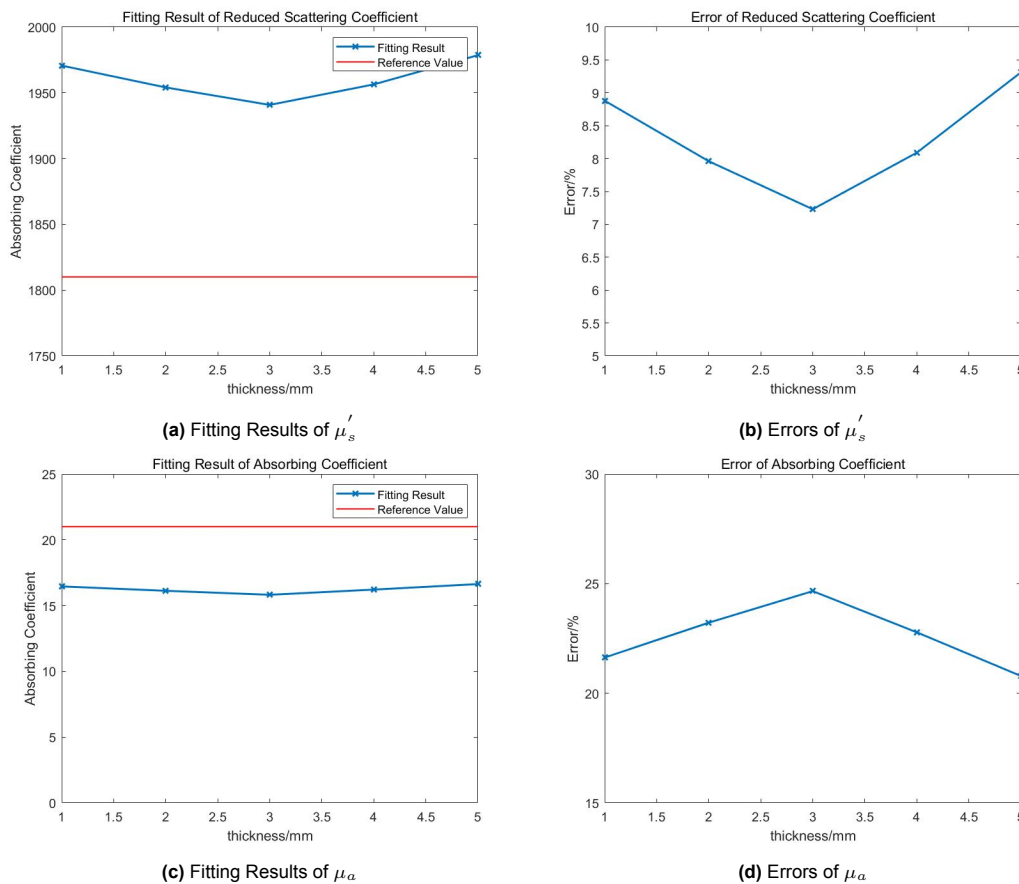 Fitting Result of Reduced Scattering Coefficient
2000
1950
1900
1850
1800
1750
Absorbing Coefficient
Fitting Result
Reference Value
1 1.5 2 2.5 3 3.5 4 4.5 5
thickness/mm
(a) Fitting Results of μ′s
Error of Reduced Scattering Coefficient
10
9.5
9
8.5
8
7.5
7
6.5
6
5.5
5
Error/%
1 1.5 2 2.5 3 3.5 4 4.5 5
thickness/mm
(b) Errors of μ′s
Fitting Result of Absorbing Coefficient
25
20
15
10
5
0
Absorbing Coefficient
Fitting Result
Reference Value
1 1.5 2 2.5 3 3.5 4 4.5 5
thickness/mm
(c) Fitting Results of μa
Error of Absorbing Coefficient
30
25
20
15
Error/%
1 1.5 2 2.5 3 3.5 4 4.5 5
thickness/mm
(d) Errors of μa